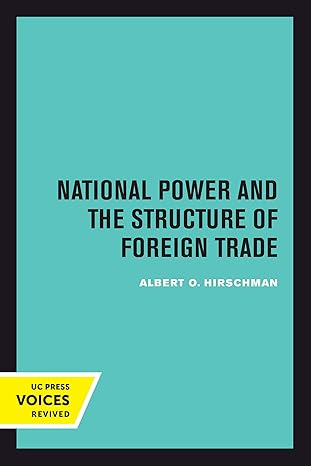 NATIONAL POWER AND
THE STRUCTURE OF
FOREIGN TRADE
ALBERT O. HIRSCHMAN
UC PRESS
VOICES
REVIVED